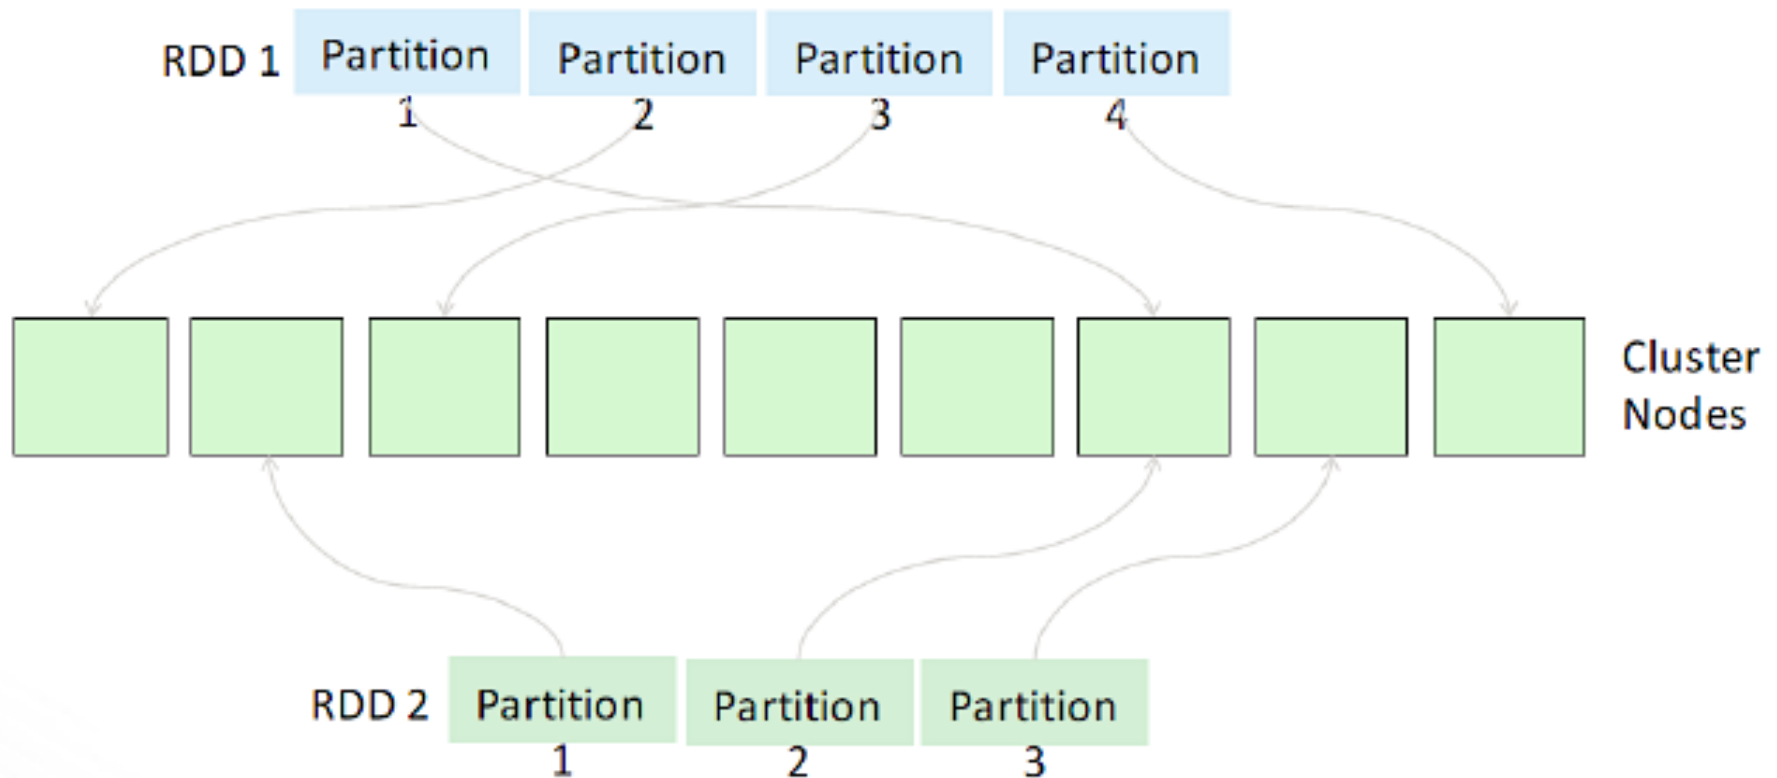 RDD 1 Partition Partition Partition Partition
1 2 3 4
Cluster
Nodes
RDD 2 Partition Partition Partition
1 2 3